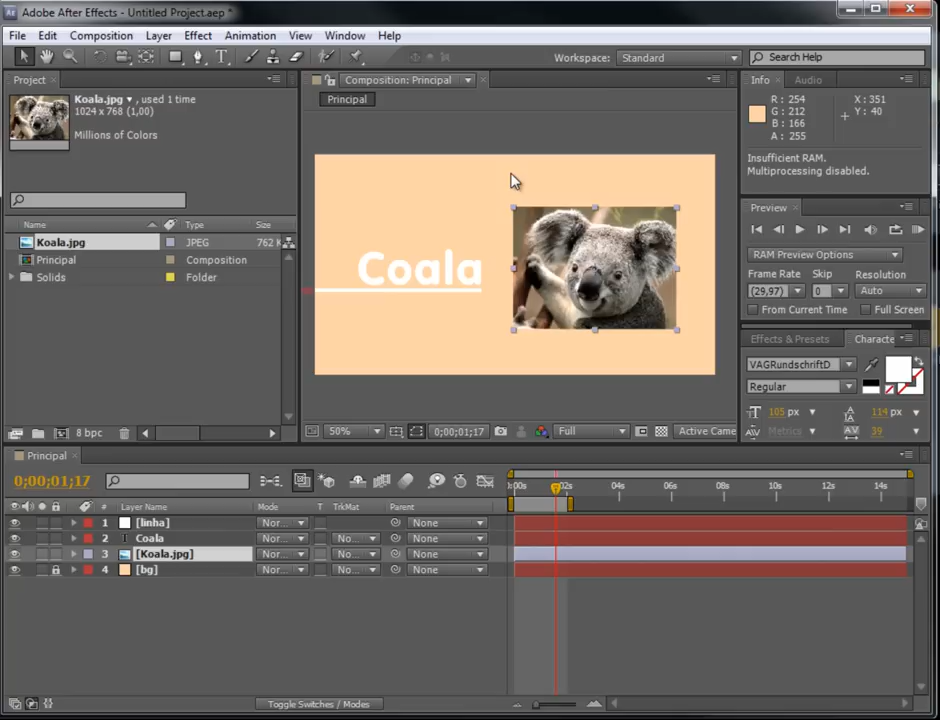 Adobe After Effects - Untitled Project.aep *
File Edit Composition Layer Effect Animation View Window Help
Workspace: Standard Search Help
Project
Koala.jpg ▾ , used 1 time
1024 x 768 (1,00)
Millions of Colors
Name Type Size
Koala.jpg JPEG 762 K
Principal Composition
Solids Folder
8 bpc
Composition: Principal
Principal
Coala
50% 0;00;01;17 Full Active Came
Info Audio
R : 254 X : 351
G : 212 Y : 40
B : 166
A : 255
Insufficient RAM.
Multiprocessing disabled.
Preview
RAM Preview Options
Frame Rate Skip Resolution
(29,97) 0 Auto
From Current Time Full Screen
Effects & Presets Characte
VAGRundschriftD
Regular
105 px 114 px
Metrics 39
Principal
0;00;01;17
:00s 02s 04s 06s 08s 10s 12s 14s
# Layer Name Mode T TrkMat Parent
1 [linha] Nor... None
2 Coala Nor... No... None
3 [Koala.jpg] Nor... No... None
4 [bg] Nor... No... None
Toggle Switches / Modes